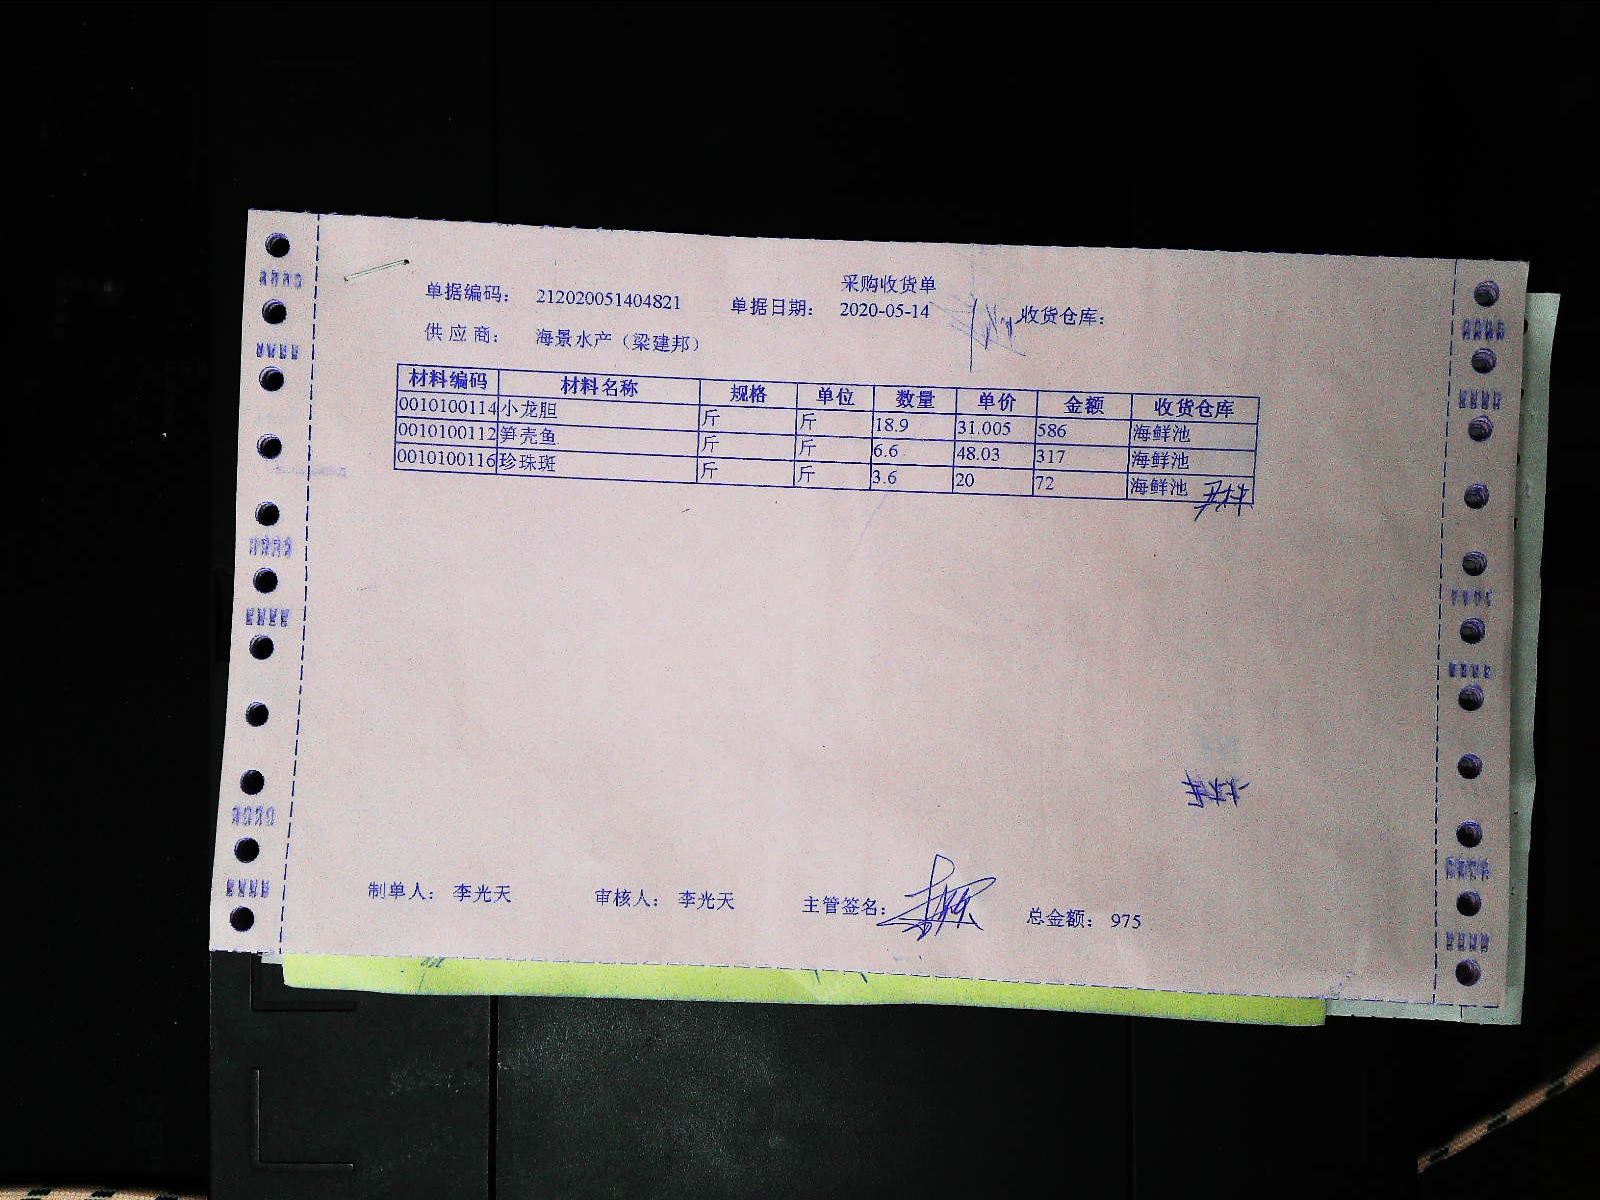 采购收货单
单据编码： 212020051404821 单据日期： 2020-05-14 收货仓库：
供 应 商： 海景水产（梁建邦）
材料编码 材料名称 规格 单位 数量 单价 金额 收货仓库
0010100114 小龙胆 斤 斤 18.9 31.005 586 海鲜池
0010100112 笋壳鱼 斤 斤 6.6 48.03 317 海鲜池
0010100116 珍珠斑 斤 斤 3.6 20 72 海鲜池
制单人： 李光天 审核人： 李光天 主管签名： 总金额： 975